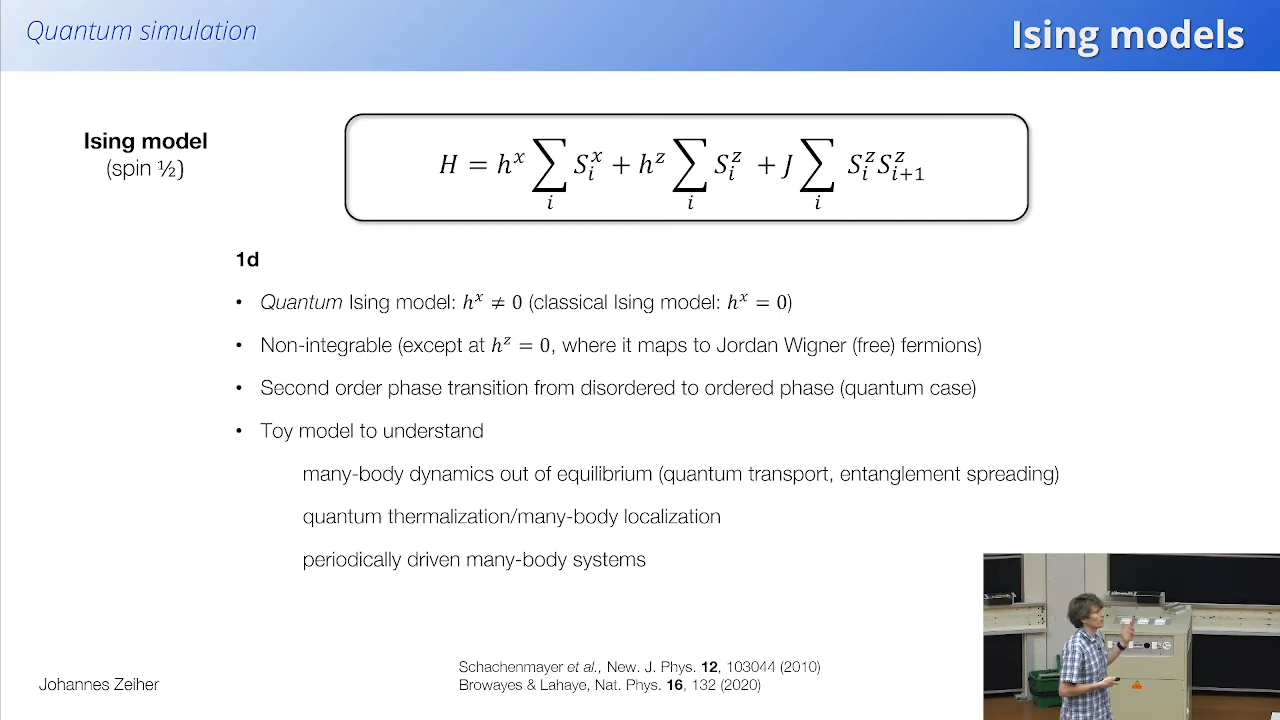 Quantum simulation
Ising models
Ising model
(spin ½)
H = h^x ∑_i S_i^x + h^z ∑_i S_i^z + J ∑_i S_i^z S_{i+1}^z
1d
• Quantum Ising model: h^x ≠ 0 (classical Ising model: h^x = 0)
• Non-integrable (except at h^z = 0, where it maps to Jordan Wigner (free) fermions)
• Second order phase transition from disordered to ordered phase (quantum case)
• Toy model to understand
many-body dynamics out of equilibrium (quantum transport, entanglement spreading)
quantum thermalization/many-body localization
periodically driven many-body systems
Schachenmayer et al., New. J. Phys. 12, 103044 (2010)
Browayes & Lahaye, Nat. Phys. 16, 132 (2020)
Johannes Zeiher